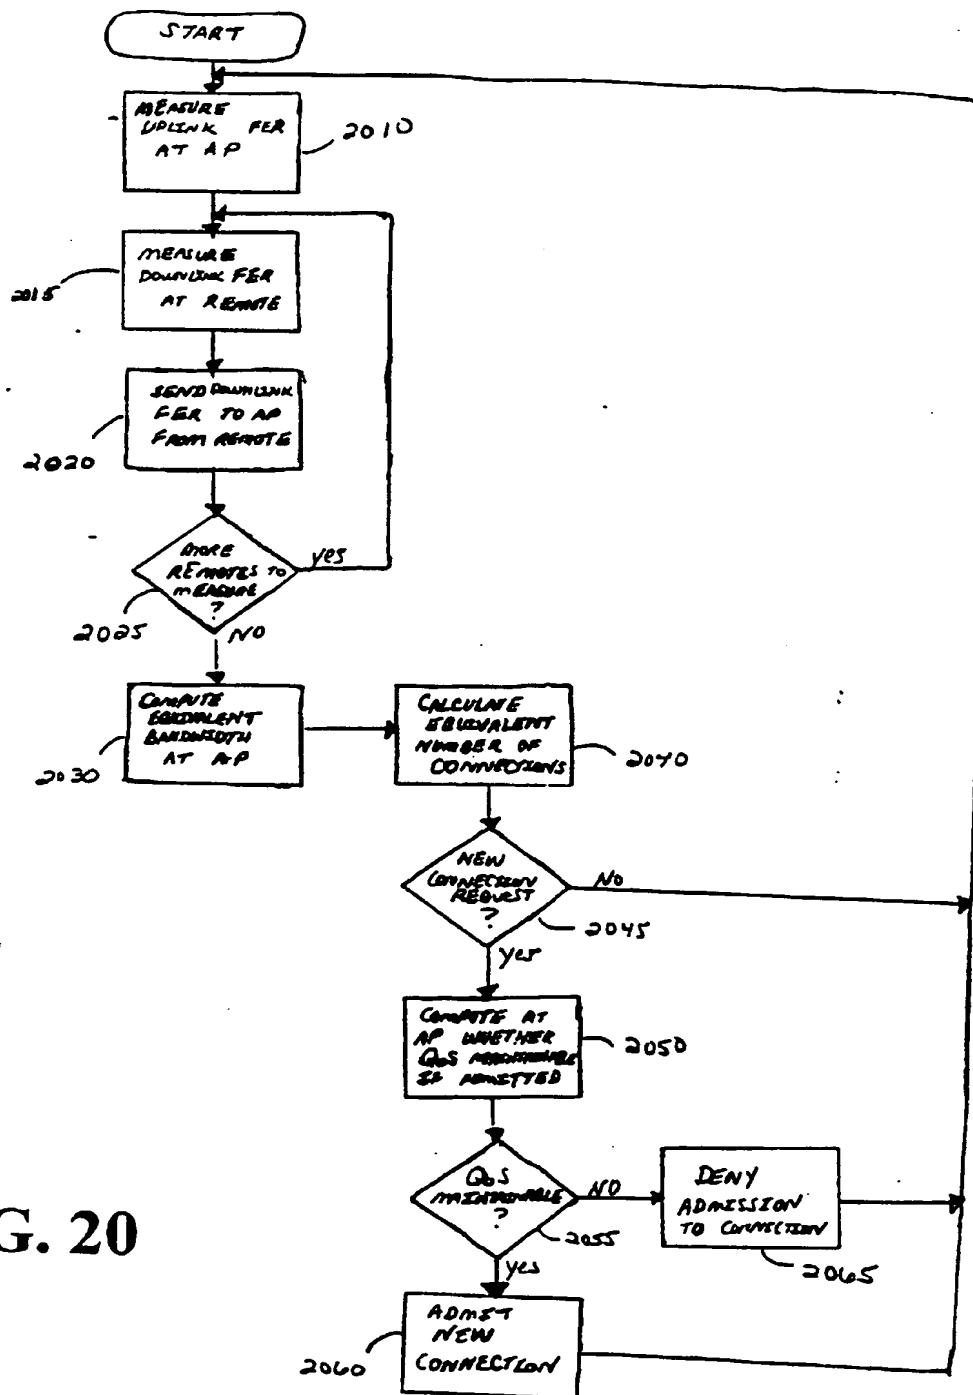 START
MEASURE
UPLINK FER
AT AP
2010
MEASURE
DOWNLINK FER
AT REMOTE
2015
SEND DOWNLINK
FER TO AP
FROM REMOTE
2020
MORE
REMOTES TO
MEASURE
?
yes
2025
NO
COMPUTE
EQUIVALENT
BANDWIDTH
AT AP
2030
CALCULATE
EQUIVALENT
NUMBER OF
CONNECTIONS
2040
NEW
CONNECTION
REQUEST
?
NO
2045
yes
COMPUTE AT
AP WHETHER
QoS MAINTAINABLE
IF ADMITTED
2050
QoS
MAINTAINABLE
?
NO
2055
yes
DENY
ADMISSION
TO CONNECTION
2065
G. 20
ADMIT
NEW
CONNECTION
2060